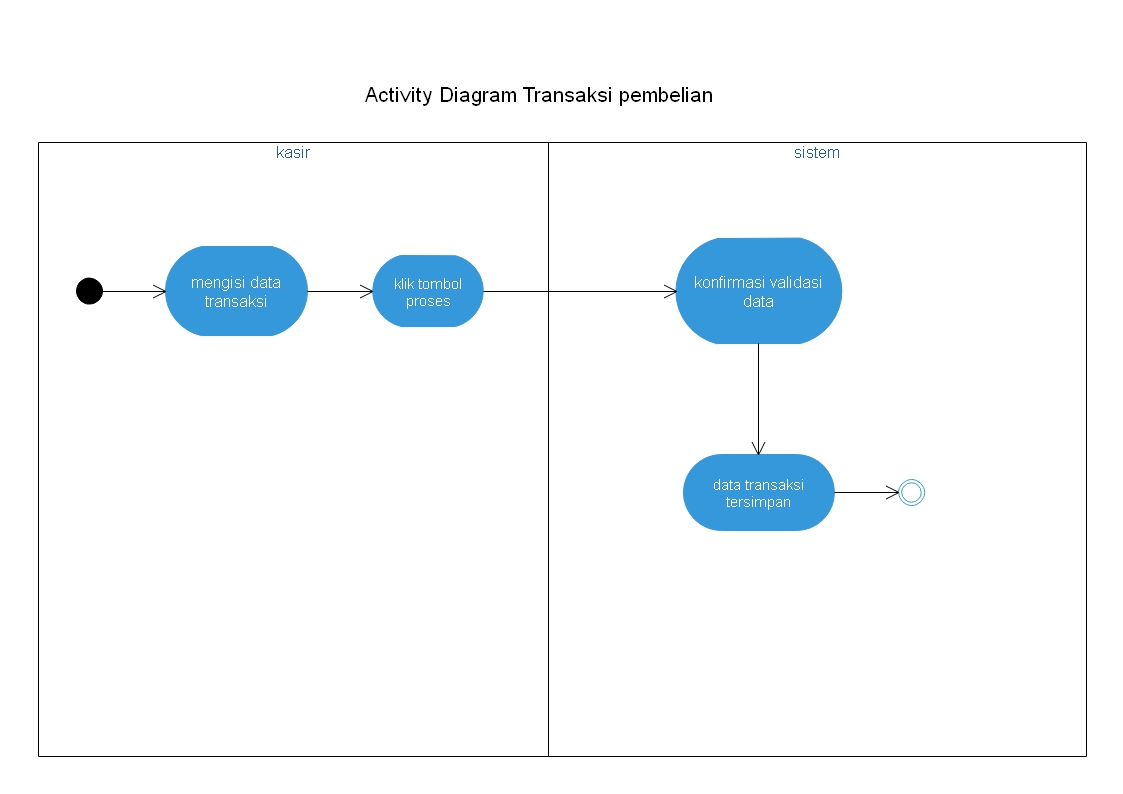 Activity Diagram Transaksi pembelian
kasir
sistem
mengisi data
transaksi
klik tombol
proses
konfirmasi validasi
data
data transaksi
tersimpan